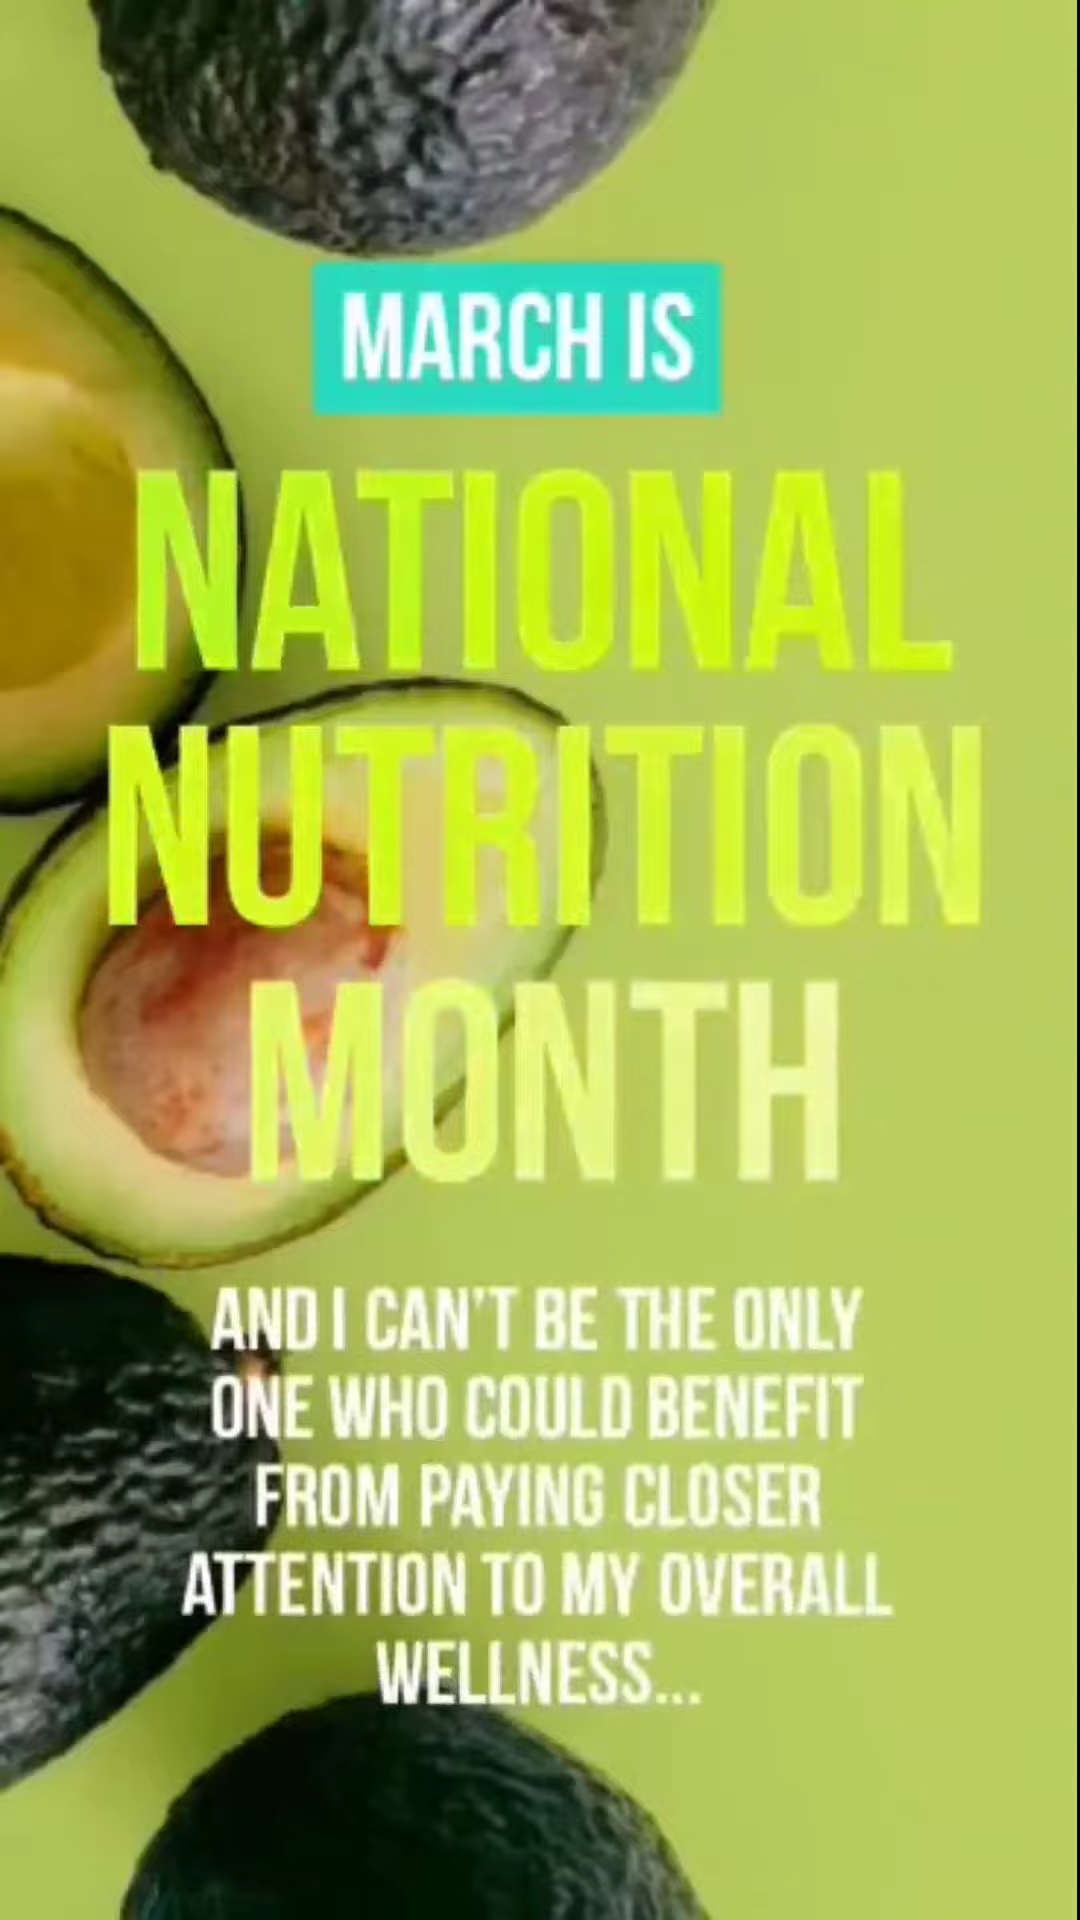 MARCH IS
NATIONAL
NUTRITION
MONTH
AND I CAN'T BE THE ONLY
ONE WHO COULD BENEFIT
FROM PAYING CLOSER
ATTENTION TO MY OVERALL
WELLNESS...